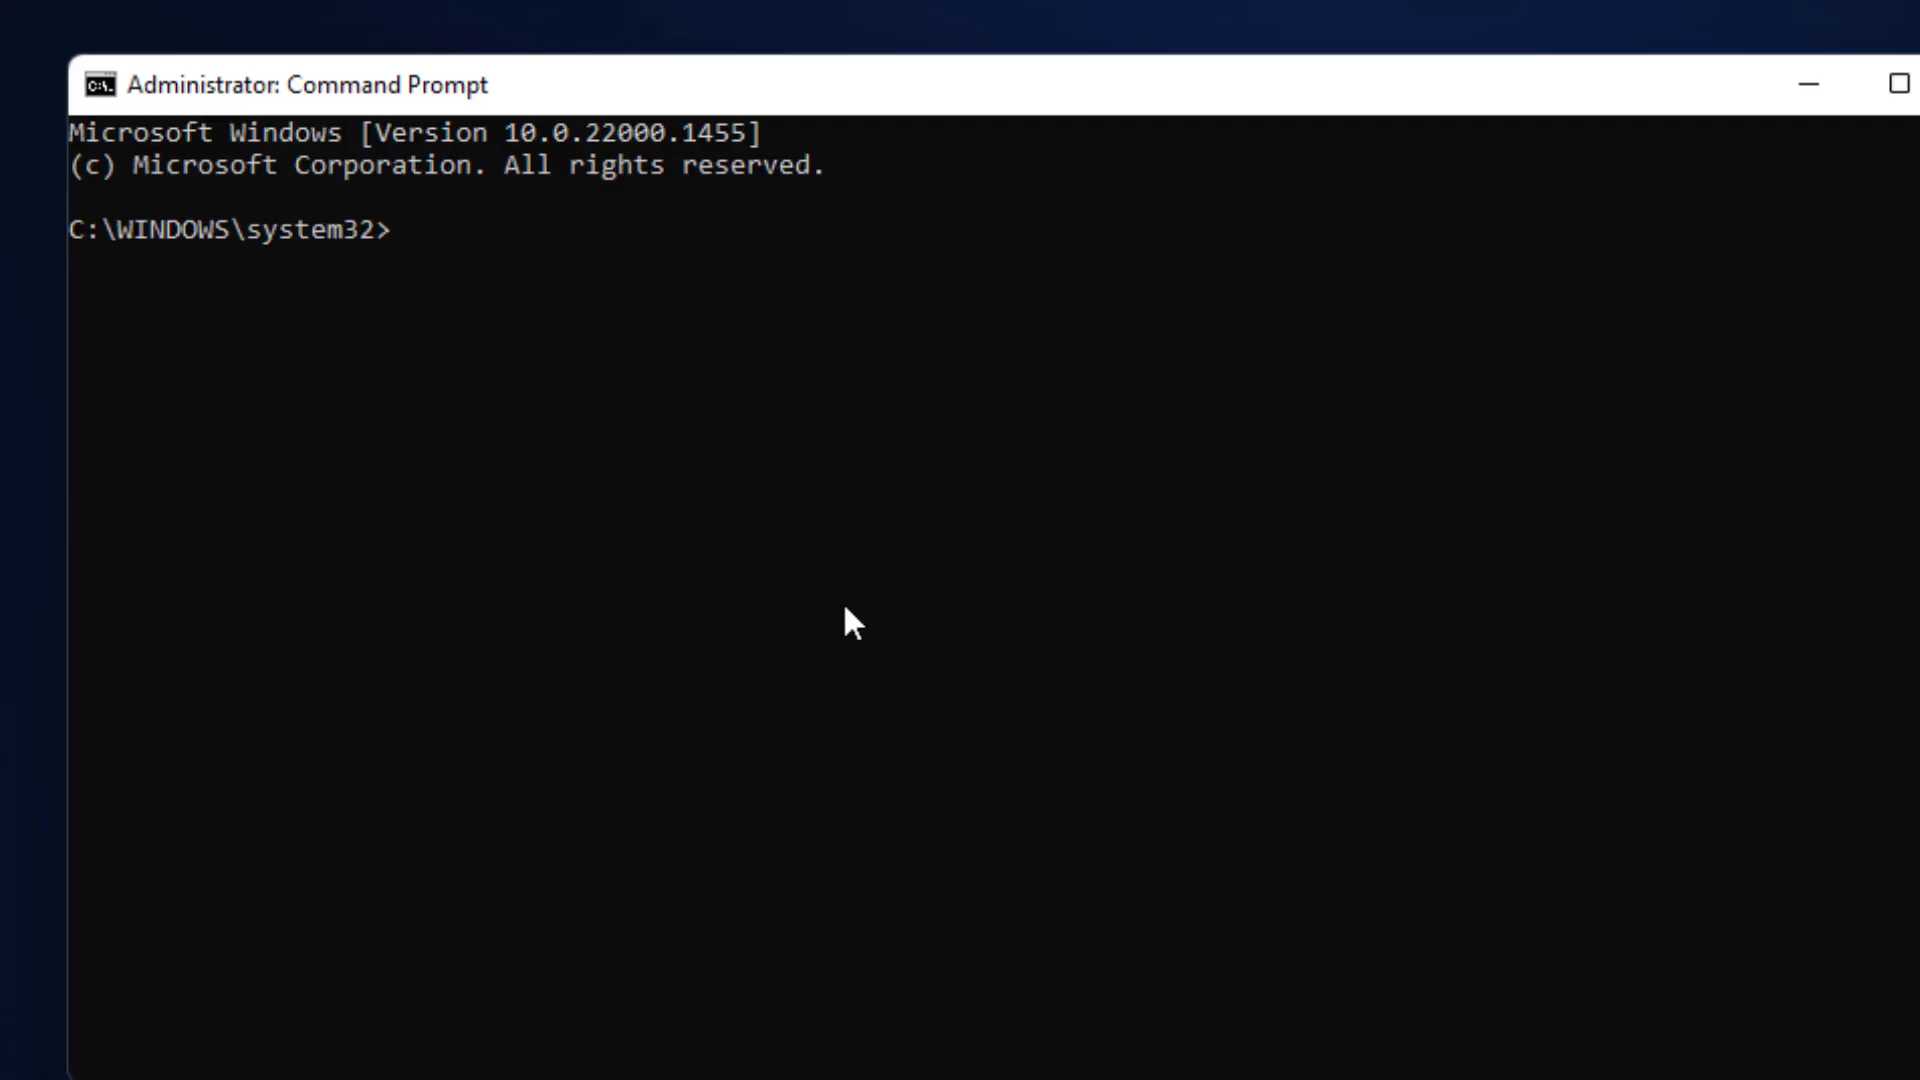 Administrator: Command Prompt
Microsoft Windows [Version 10.0.22000.1455]
(c) Microsoft Corporation. All rights reserved.
C:\WINDOWS\system32>